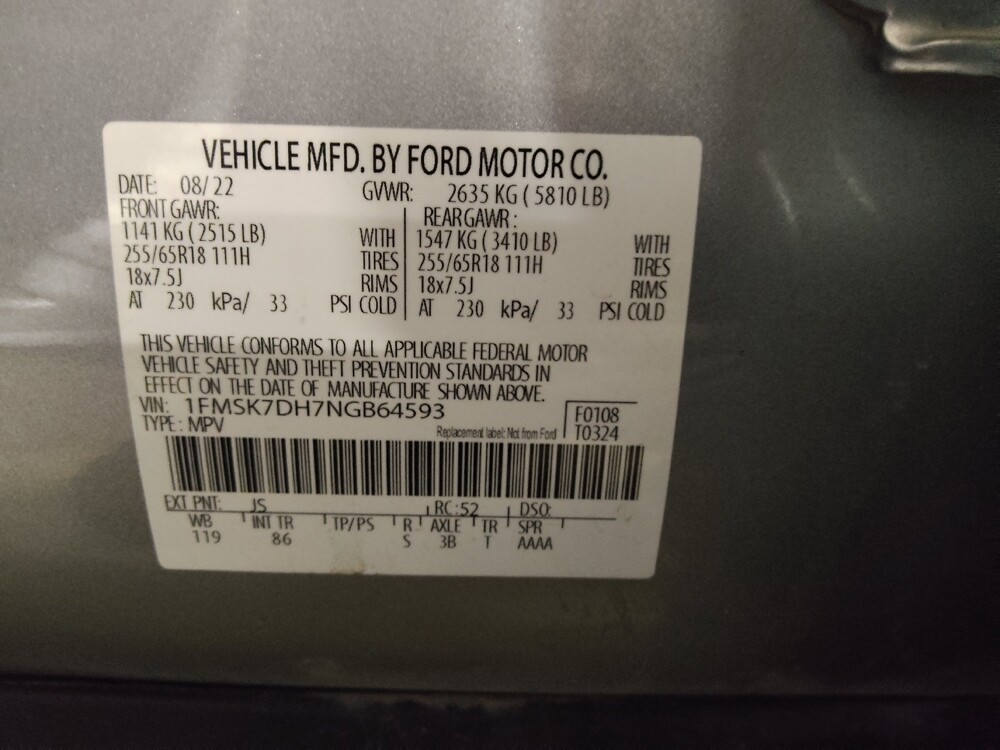 VEHICLE MFD. BY FORD MOTOR CO.
DATE: 08/22 GVWR: 2635 KG ( 5810 LB)
FRONT GAWR: REAR GAWR :
1141 KG ( 2515 LB) WITH 1547 KG ( 3410 LB) WITH
255/65R18 111H TIRES 255/65R18 111H TIRES
18x7.5J RIMS 18x7.5J RIMS
AT 230 kPa/ 33 PSI COLD AT 230 kPa/ 33 PSI COLD
THIS VEHICLE CONFORMS TO ALL APPLICABLE FEDERAL MOTOR
VEHICLE SAFETY AND THEFT PREVENTION STANDARDS IN
EFFECT ON THE DATE OF MANUFACTURE SHOWN ABOVE.
VIN: 1FMSK7DH7NGB64593 F0108
TYPE: MPV Replacement label: Not from Ford T0324
EXT PNT: JS RC: 52 DSO:
WB INT TR TP/PS R AXLE TR SPR
119 86 S 3B T AAAA